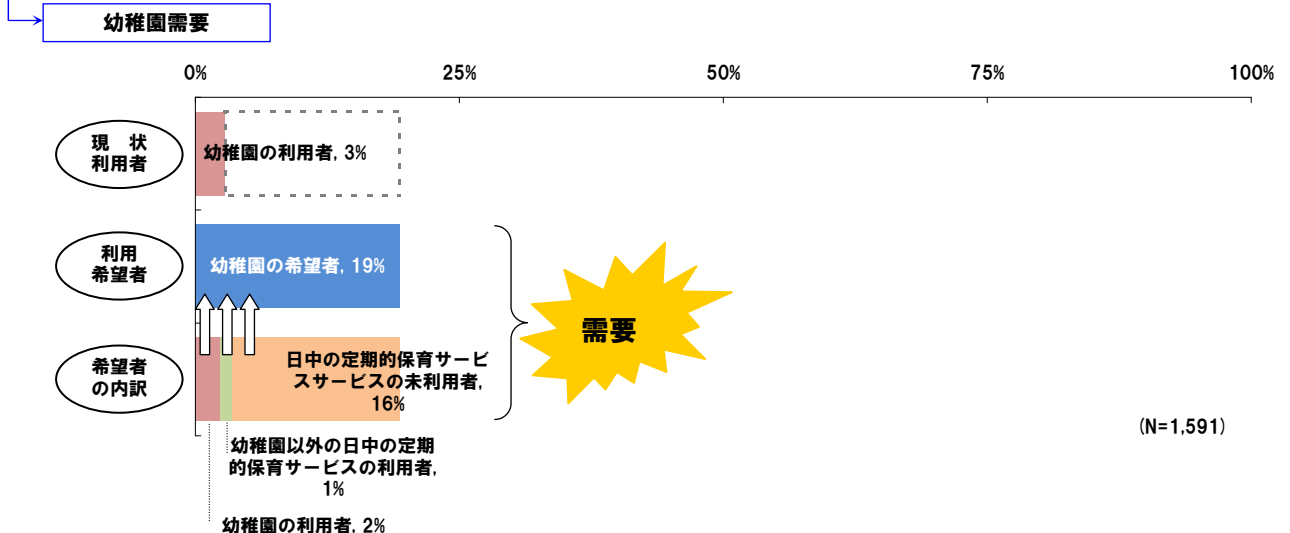 幼稚園需要
0%
25%
50%
75%
100%
現 状
利用者
幼稚園の利用者, 3%
利用
希望者
幼稚園の希望者, 19%
需要
希望者
の内訳
日中の定期的保育サービ
スサービスの未利用者,
16%
(N=1,591)
幼稚園以外の日中の定期
的保育サービスの利用者,
1%
幼稚園の利用者, 2%